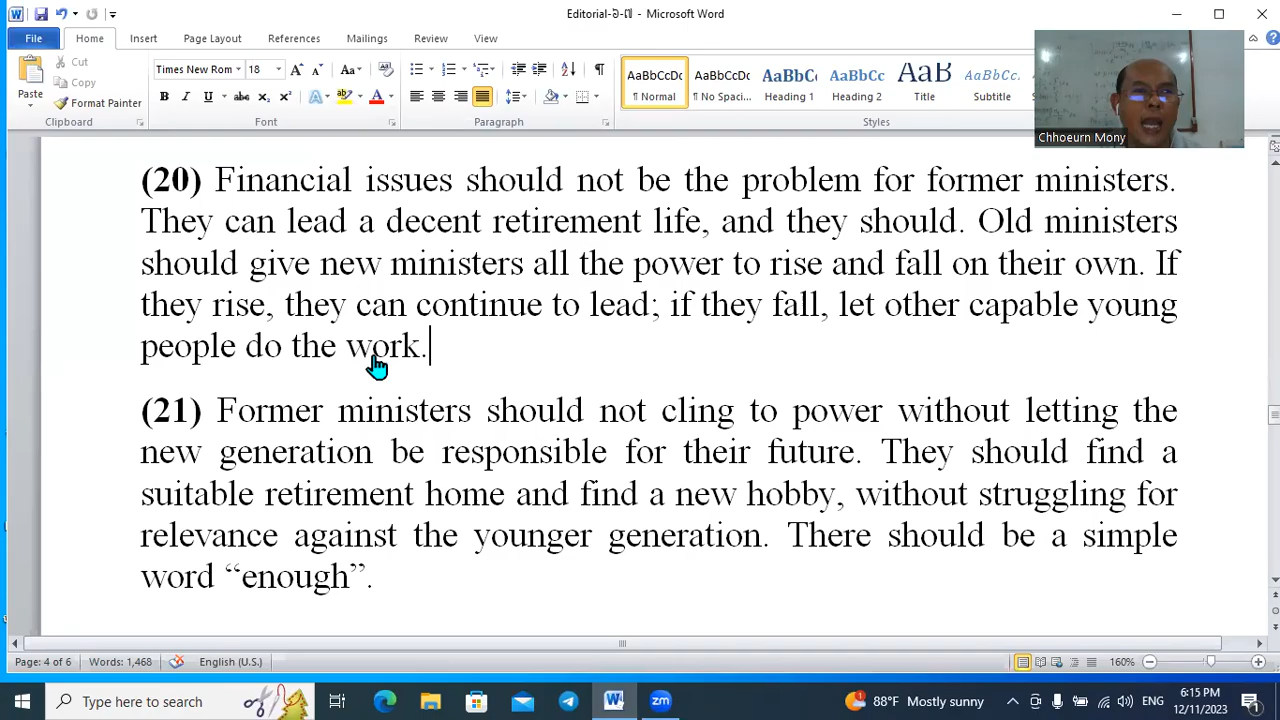 Editorial-ទី-៧ - Microsoft Word
File Home Insert Page Layout References Mailings Review View
Paste
Cut
Copy
Format Painter
Clipboard
Times New Rom 18
Font
Paragraph
AaBbCcDc AaBbCcDc AaBbC AaBbCc AaB AaBbCc
¶ Normal ¶ No Spaci... Heading 1 Heading 2 Title Subtitle
Styles
Chhoeurn Mony
(20) Financial issues should not be the problem for former ministers.
They can lead a decent retirement life, and they should. Old ministers
should give new ministers all the power to rise and fall on their own. If
they rise, they can continue to lead; if they fall, let other capable young
people do the work.
(21) Former ministers should not cling to power without letting the
new generation be responsible for their future. They should find a
suitable retirement home and find a new hobby, without struggling for
relevance against the younger generation. There should be a simple
word “enough”.
Page: 4 of 6 Words: 1,468 English (U.S.) 160%
Type here to search 88°F Mostly sunny ENG 6:15 PM
12/11/2023